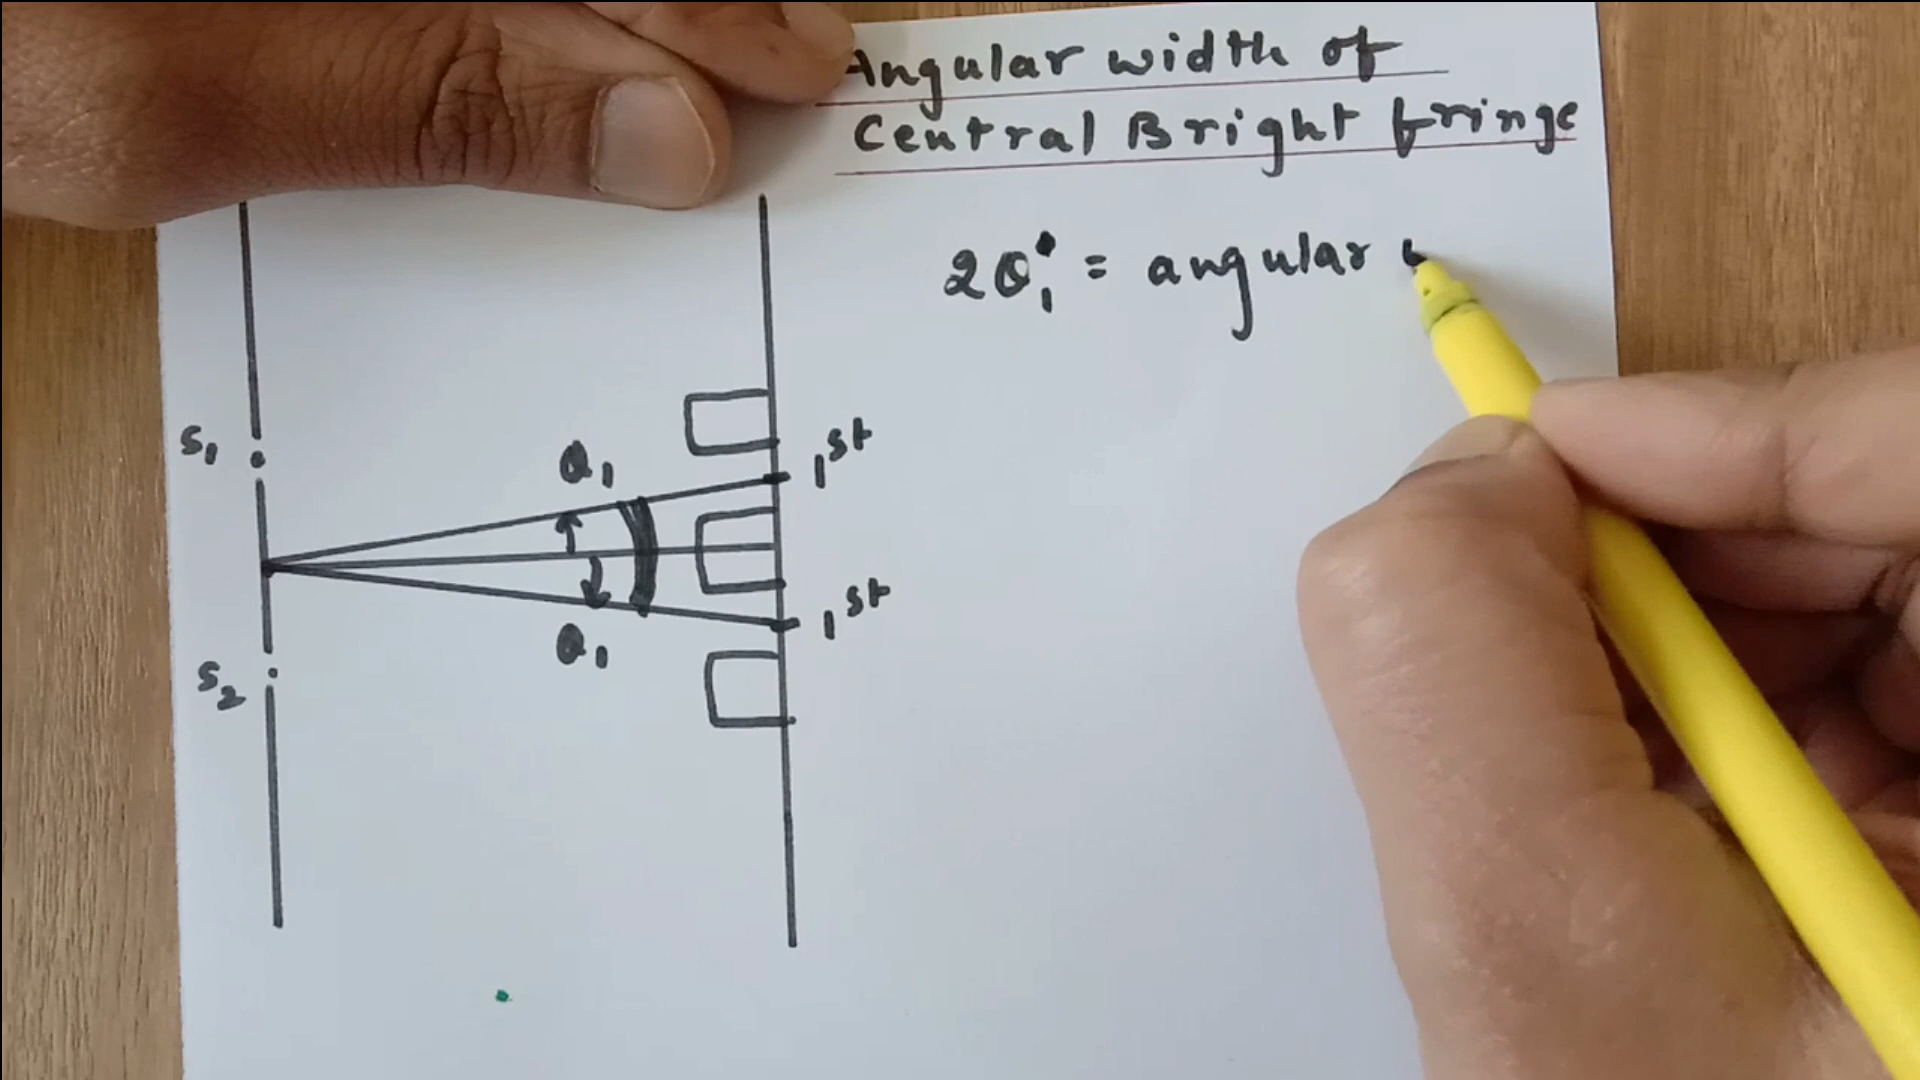 Angular width of
Central Bright fringe
2θ₁ = angular
S₁
θ₁
1st
1st
θ₁
S₂